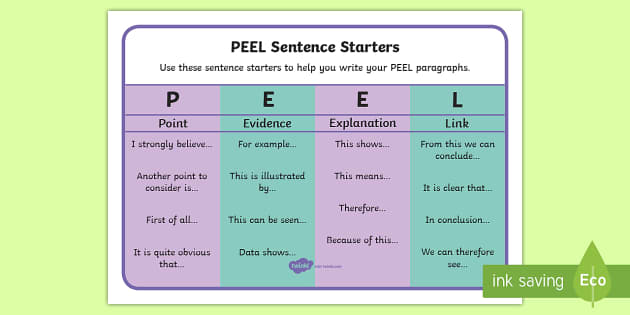 PEEL Sentence Starters
Use these sentence starters to help you write your PEEL paragraphs.
P E E L
Point Evidence Explanation Link
I strongly believe...
Another point to
consider is...
First of all...
It is quite obvious
that...
For example...
This is illustrated
by...
This can be seen...
Data shows...
This shows...
This means...
Therefore...
Because of this...
From this we can
conclude...
It is clear that...
In conclusion...
We can therefore
see...
twinkl
ink saving
Eco